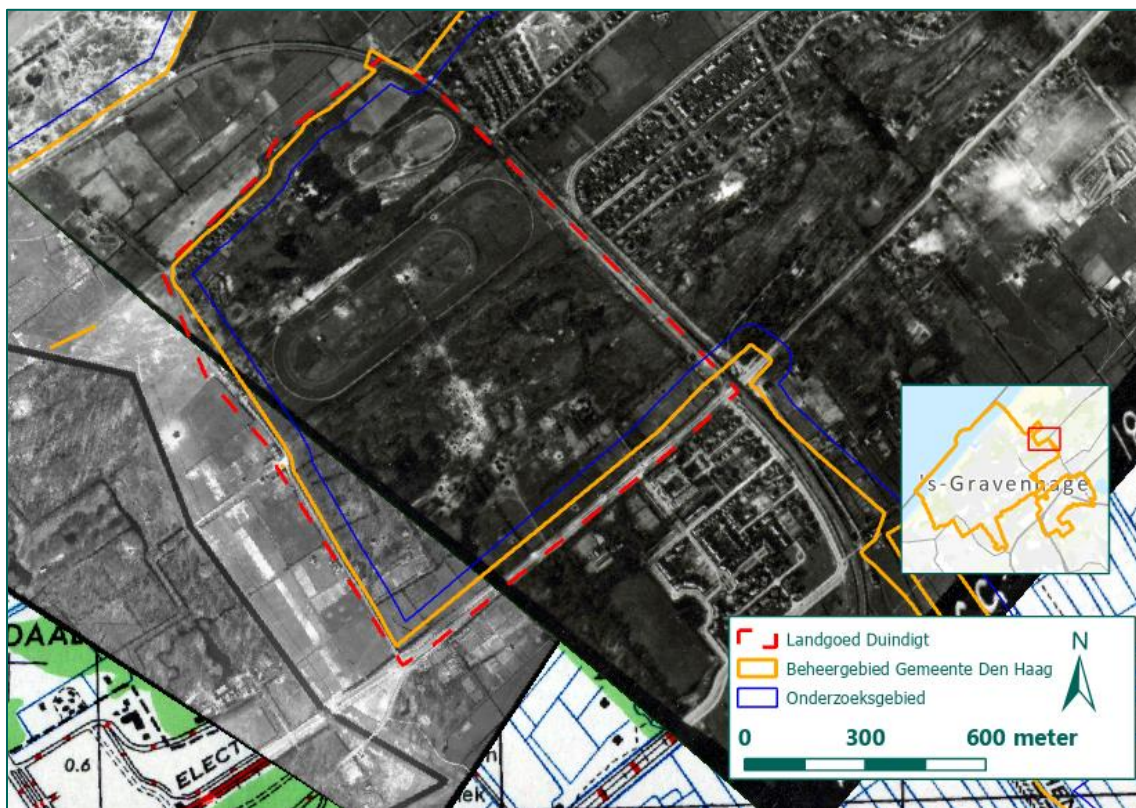 's-Gravenhage
Landgoed Duindigt
Beheergebied Gemeente Den Haag
Onderzoeksgebied
N
0 300 600 meter
DAAL
0.6
ELECT